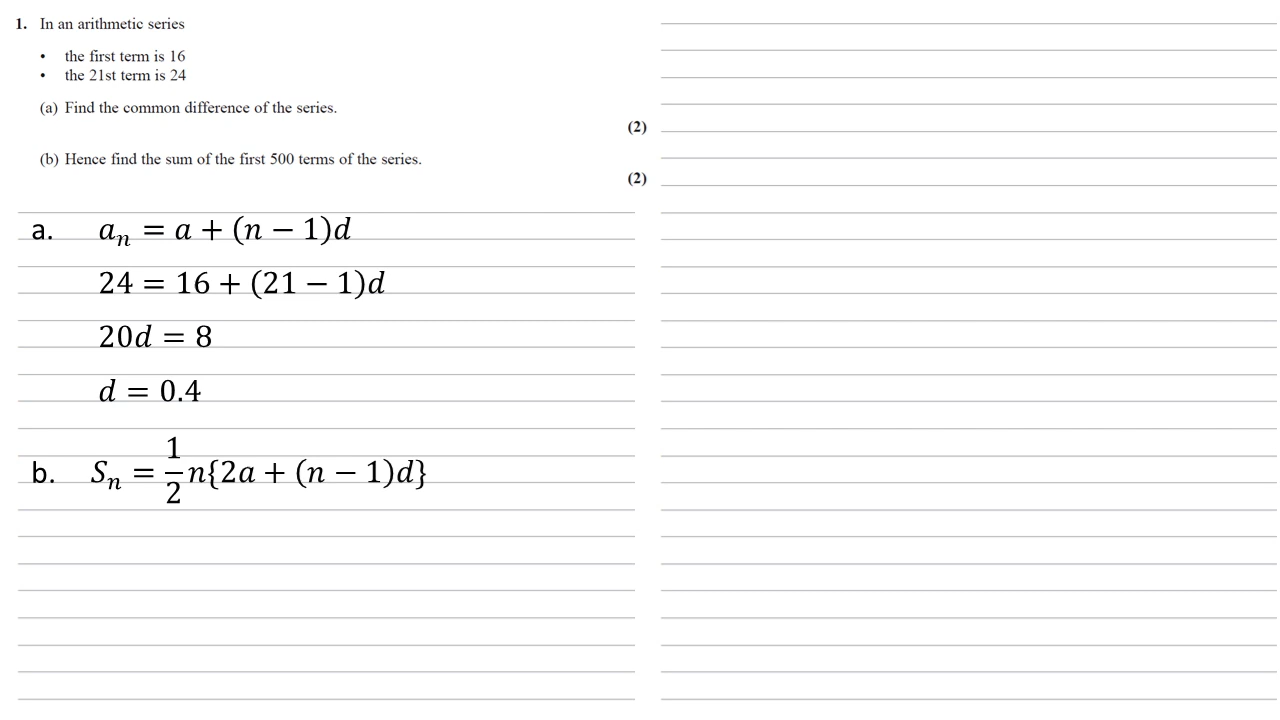 1. In an arithmetic series
• the first term is 16
• the 21st term is 24
(a) Find the common difference of the series.
(2)
(b) Hence find the sum of the first 500 terms of the series.
(2)
a. aₙ = a + (n − 1)d
24 = 16 + (21 − 1)d
20d = 8
d = 0.4
b. Sₙ = 1/2 n{2a + (n − 1)d}